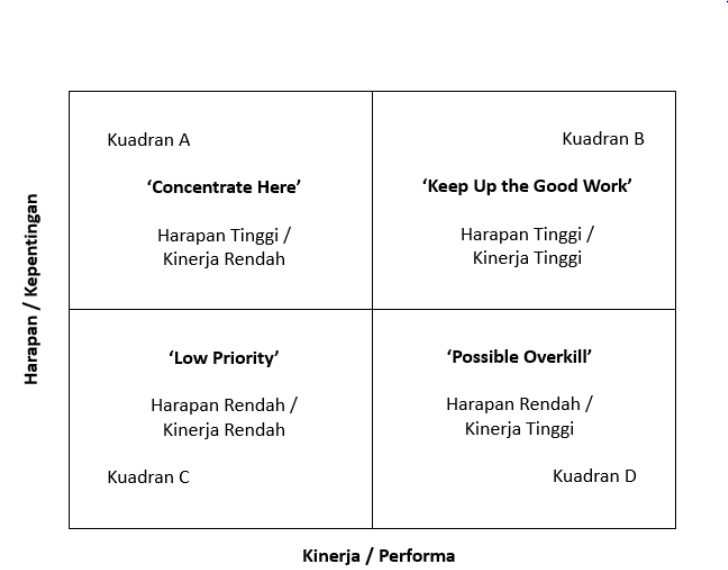 Kuadran A
‘Concentrate Here’
Harapan Tinggi /
Kinerja Rendah
Kuadran B
‘Keep Up the Good Work’
Harapan Tinggi /
Kinerja Tinggi
Harapan / Kepentingan
‘Low Priority’
Harapan Rendah /
Kinerja Rendah
Kuadran C
‘Possible Overkill’
Harapan Rendah /
Kinerja Tinggi
Kuadran D
Kinerja / Performa